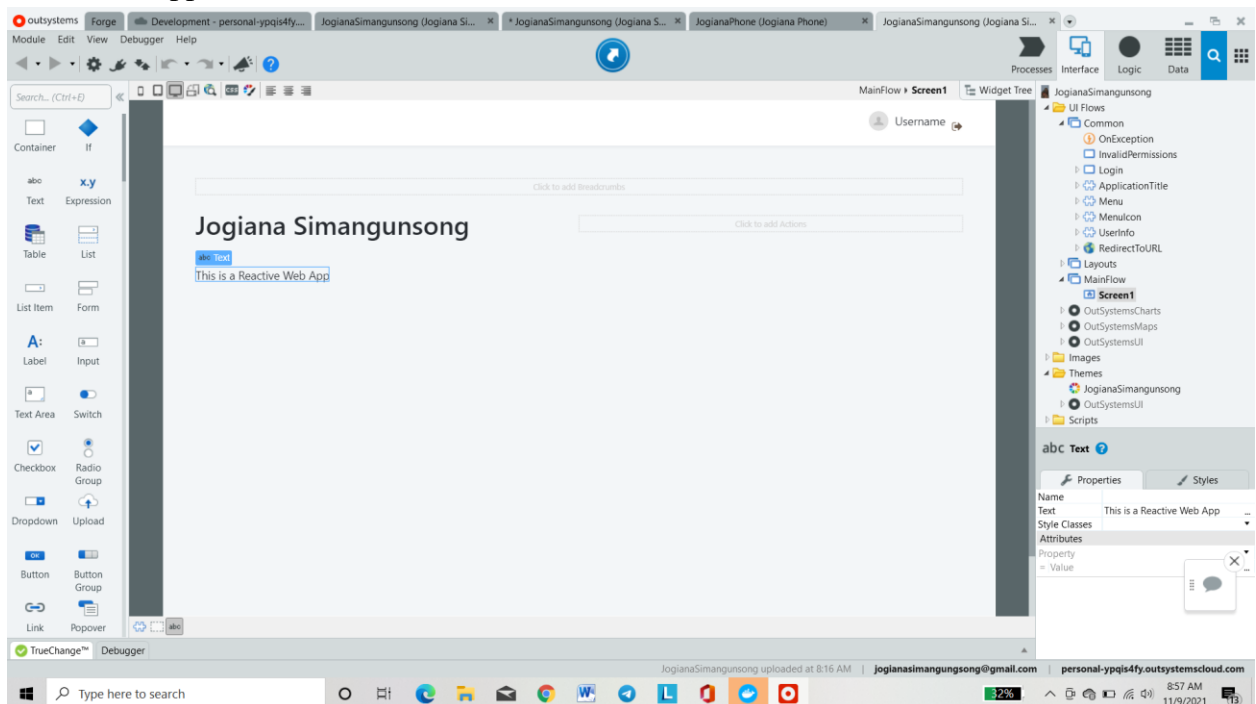 outsystems Forge Development - personal-ypqis4fy.... JogianaSimangunsong (Jogiana Si... * JogianaSimangunsong (Jogiana S... JogianaPhone (Jogiana Phone) JogianaSimangunsong (Jogiana Si...
Module Edit View Debugger Help
Processes Interface Logic Data
Search... (Ctrl+E)
MainFlow Screen1 Widget Tree
Container If
abc x.y
Text Expression
Table List
List Item Form
A:
Label Input
Text Area Switch
Checkbox Radio Group
Dropdown Upload
OK
Button Button Group
Link Popover
Username
Click to add Breadcrumbs
Jogiana Simangunsong
Click to add Actions
abc Text
This is a Reactive Web App
abc
JogianaSimangunsong
UI Flows
Common
OnException
InvalidPermissions
Login
ApplicationTitle
Menu
MenuIcon
UserInfo
RedirectToURL
Layouts
MainFlow
Screen1
OutSystemsCharts
OutSystemsMaps
OutSystemsUI
Images
Themes
JogianaSimangunsong
OutSystemsUI
Scripts
abc Text
Properties Styles
Name
Text This is a Reactive Web App ...
Style Classes
Attributes
Property
= Value
TrueChange™ Debugger
JogianaSimangunsong uploaded at 8:16 AM | jogianasimangungsong@gmail.com | personal-ypqis4fy.outsystemscloud.com
Type here to search
32%
8:57 AM
11/9/2021
13